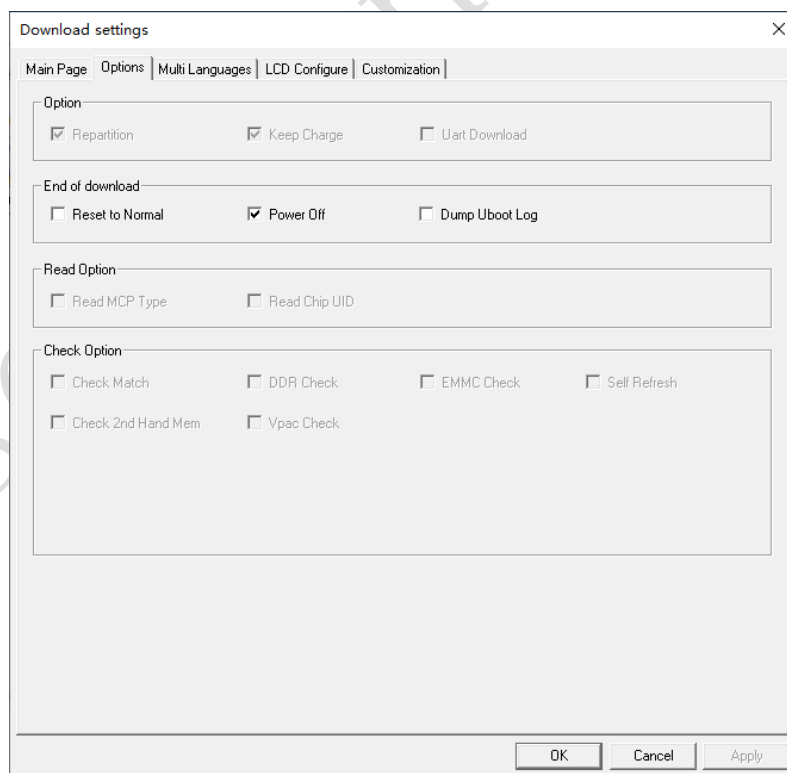 Download settings
Main Page Options Multi Languages LCD Configure Customization
Option
Repartition Keep Charge Uart Download
End of download
Reset to Normal Power Off Dump Uboot Log
Read Option
Read MCP Type Read Chip UID
Check Option
Check Match DDR Check EMMC Check Self Refresh
Check 2nd Hand Mem Vpac Check
OK Cancel Apply